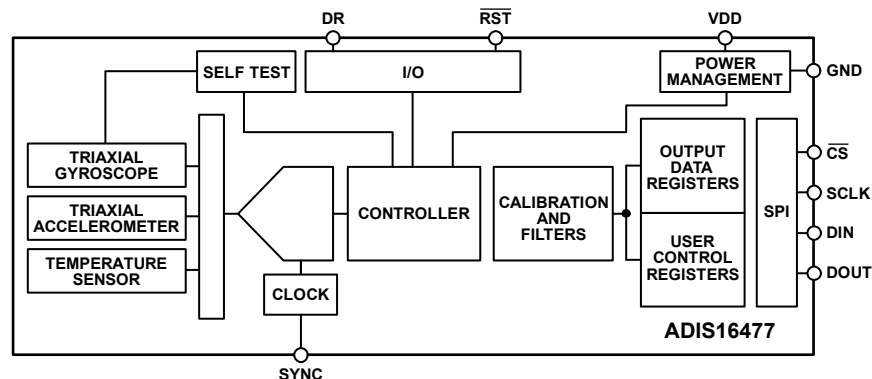 DR
RST
VDD
SELF TEST
I/O
POWER
MANAGEMENT
GND
TRIAXIAL
GYROSCOPE
TRIAXIAL
ACCELEROMETER
TEMPERATURE
SENSOR
CONTROLLER
CALIBRATION
AND
FILTERS
OUTPUT
DATA
REGISTERS
USER
CONTROL
REGISTERS
SPI
CS
SCLK
DIN
DOUT
CLOCK
ADIS16477
SYNC